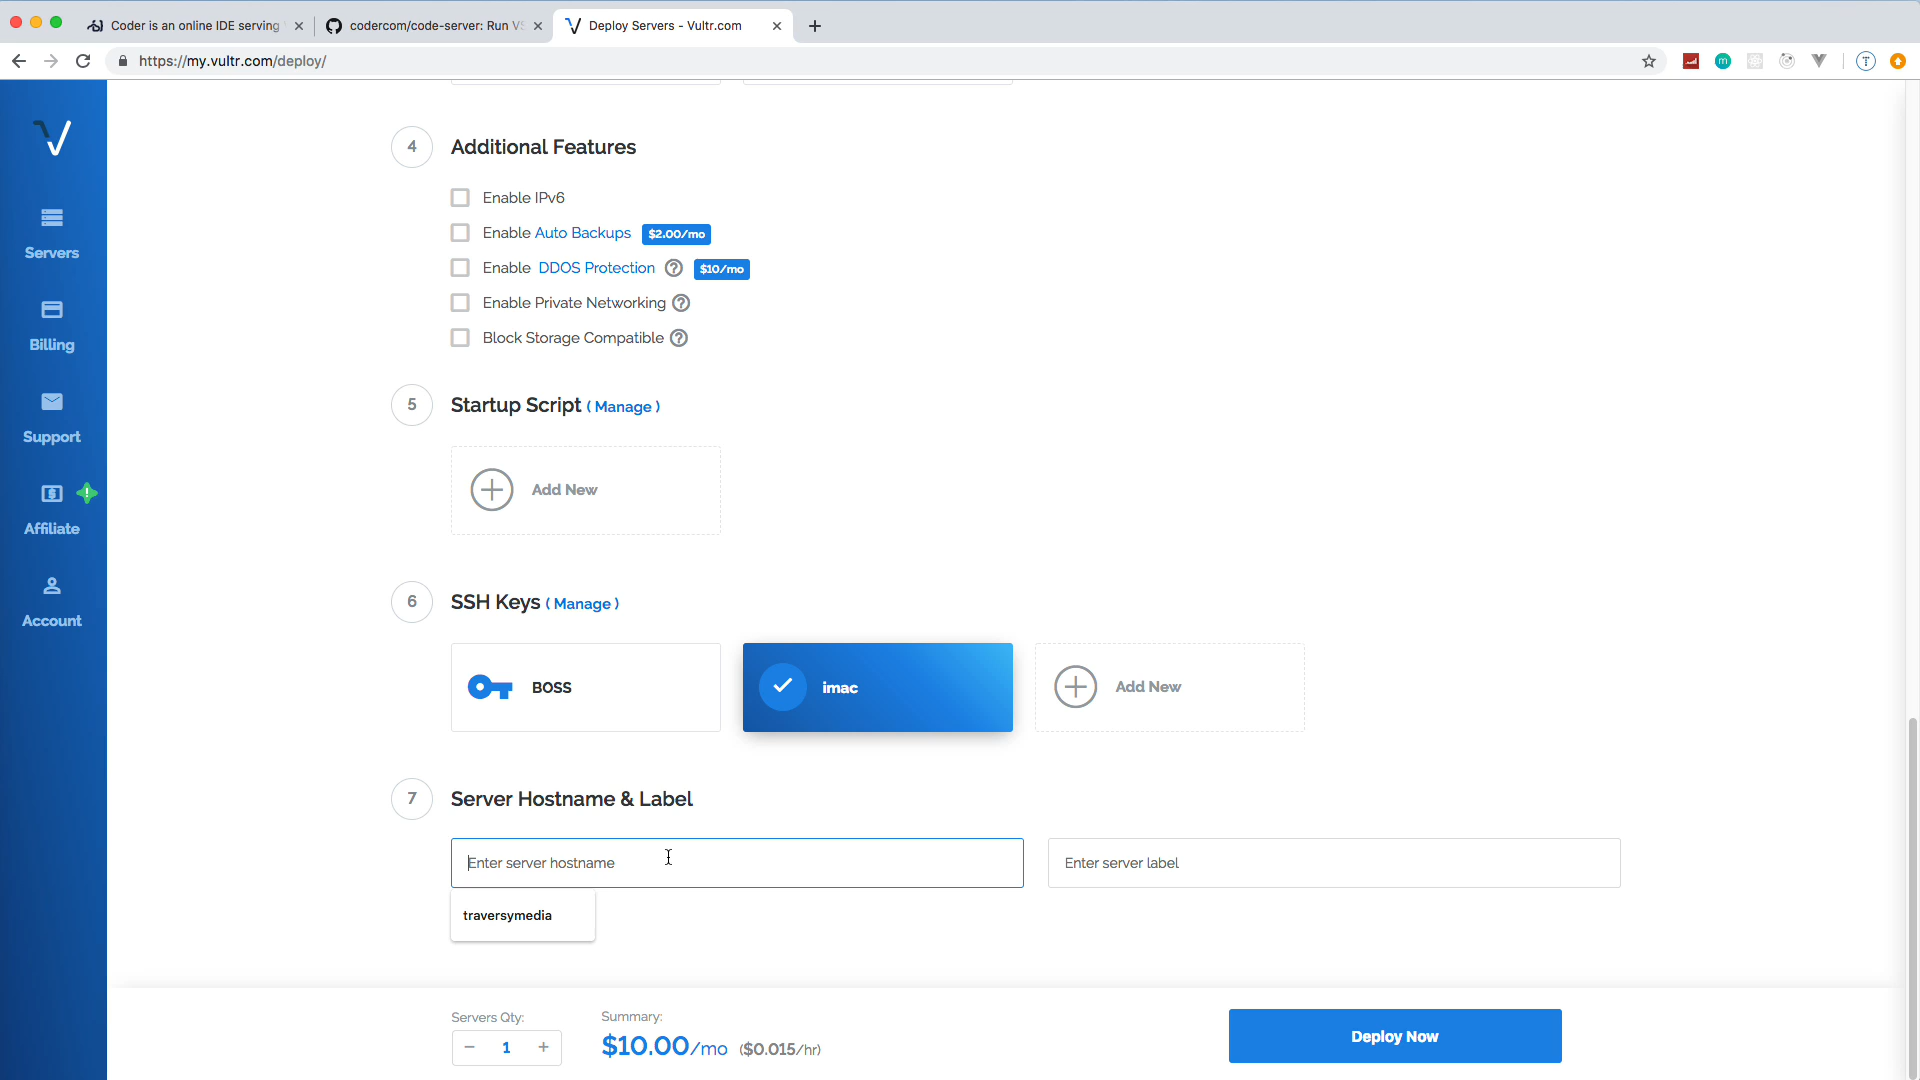 Coder is an online IDE serving
codercom/code-server: Run VS
Deploy Servers - Vultr.com
https://my.vultr.com/deploy/
m
T
Servers
Billing
Support
Affiliate
Account
4
Additional Features
Enable IPv6
Enable Auto Backups $2.00/mo
Enable DDOS Protection ? $10/mo
Enable Private Networking ?
Block Storage Compatible ?
5
Startup Script ( Manage )
Add New
6
SSH Keys ( Manage )
BOSS
imac
Add New
7
Server Hostname & Label
Enter server hostname
Enter server label
traversymedia
Servers Qty:
− 1 +
Summary:
$10.00/mo ($0.015/hr)
Deploy Now